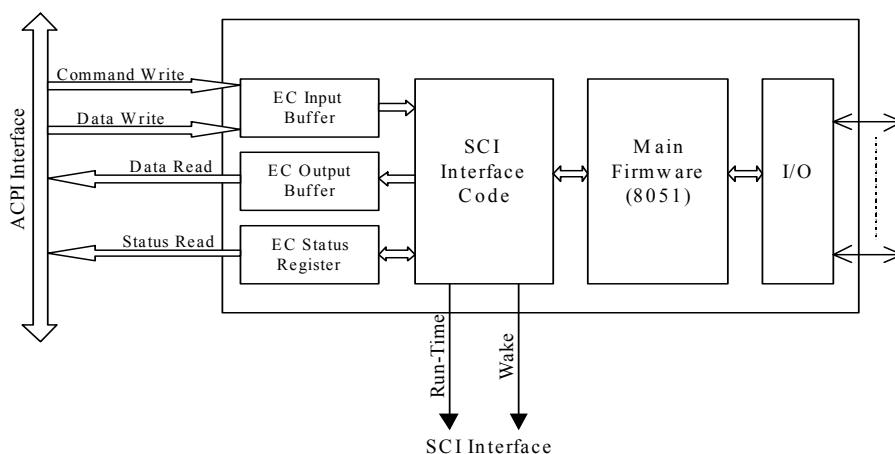 ACPI Interface
Command Write
Data Write
Data Read
Status Read
EC Input
Buffer
EC Output
Buffer
EC Status
Register
SCI
Interface
Code
Main
Firmware
(8051)
I/O
Run-Time
Wake
SCI Interface